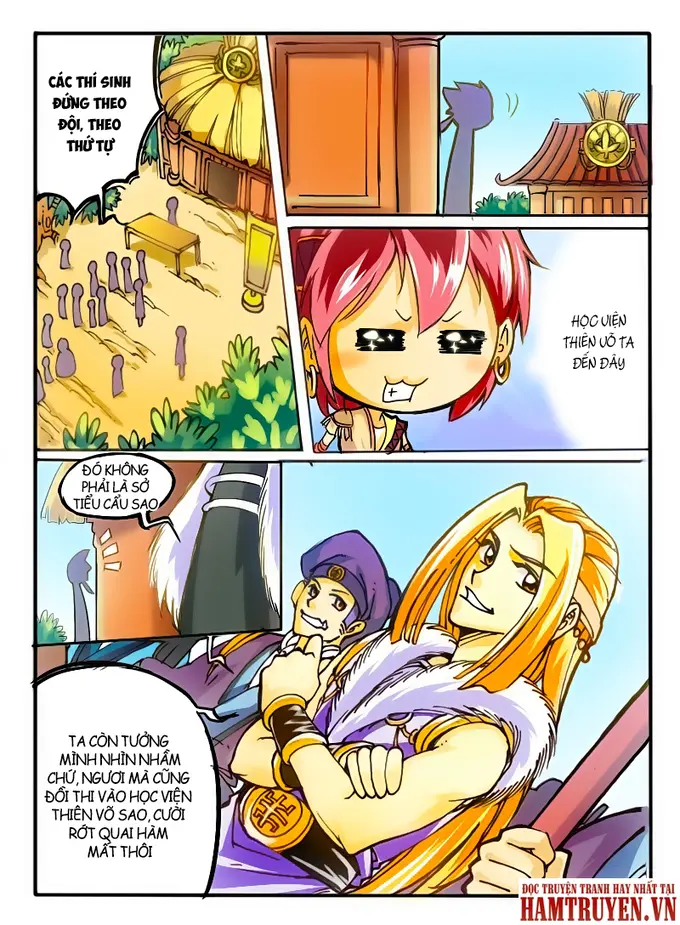 CÁC THÍ SINH
ĐỨNG THEO
ĐỘI, THEO
THỨ TỰ
HỌC VIỆN
THIÊN VÕ TA
ĐẾN ĐÂY
ĐÓ KHÔNG
PHẢI LÀ SỞ
TIỂU CẨU SAO
TA CÒN TƯỞNG
MÌNH NHÌN NHẦM
CHỨ, NGƯƠI MÀ CŨNG
ĐỔI THI VÀO HỌC VIỆN
THIÊN VÕ SAO, CƯỜI
RỚT QUAI HÀM
MẤT THÔI
ĐỌC TRUYỆN TRANH HAY NHẤT TẠI
HAMTRUYEN.VN